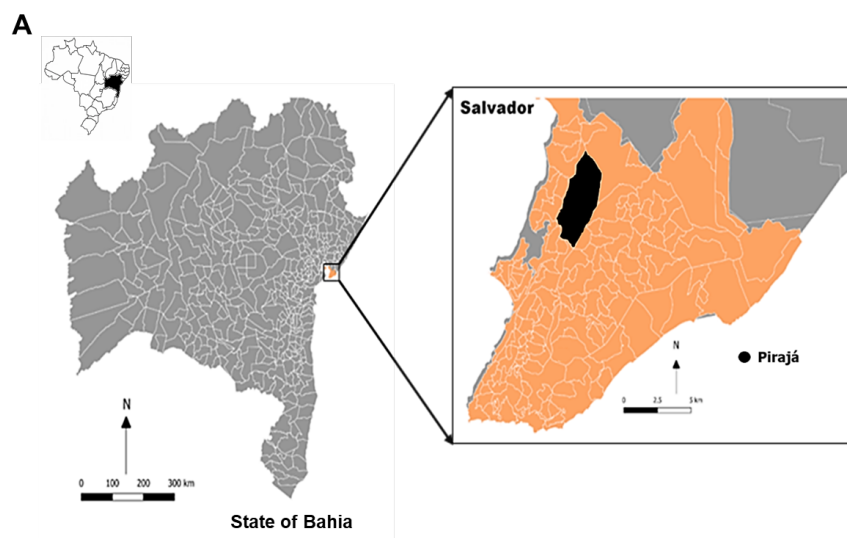 A
Salvador
N
Pirajá
0 2,5 5 km
N
0 100 200 300 km
State of Bahia